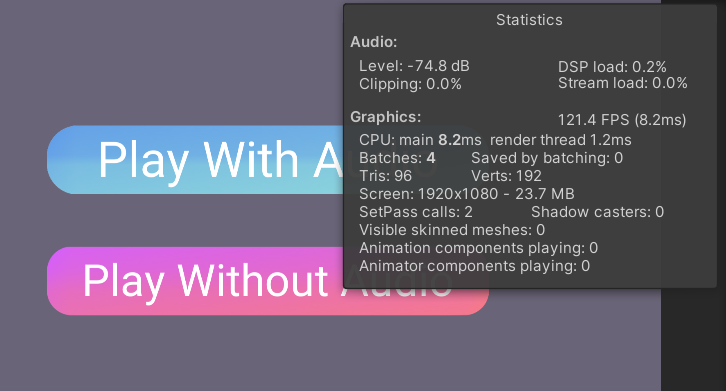 Statistics
Audio:
Level: -74.8 dB DSP load: 0.2%
Clipping: 0.0% Stream load: 0.0%
Graphics: 121.4 FPS (8.2ms)
CPU: main 8.2ms render thread 1.2ms
Batches: 4 Saved by batching: 0
Tris: 96 Verts: 192
Screen: 1920x1080 - 23.7 MB
SetPass calls: 2 Shadow casters: 0
Visible skinned meshes: 0
Animation components playing: 0
Animator components playing: 0
Play With Audio
Play Without Audio